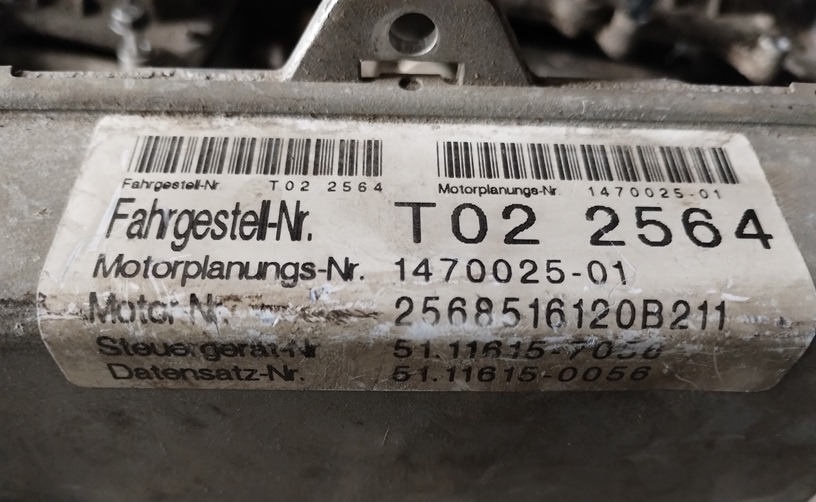 Fahrgestell-Nr. T02 2564 Motorplanungs-Nr. 1470025-01
Fahrgestell-Nr. T02 2564
Motorplanungs-Nr. 1470025-01
Motor Nr. 2568516120B211
Steuergerät-Nr 51.11615-7056
Datensatz-Nr. 51.11615-0056